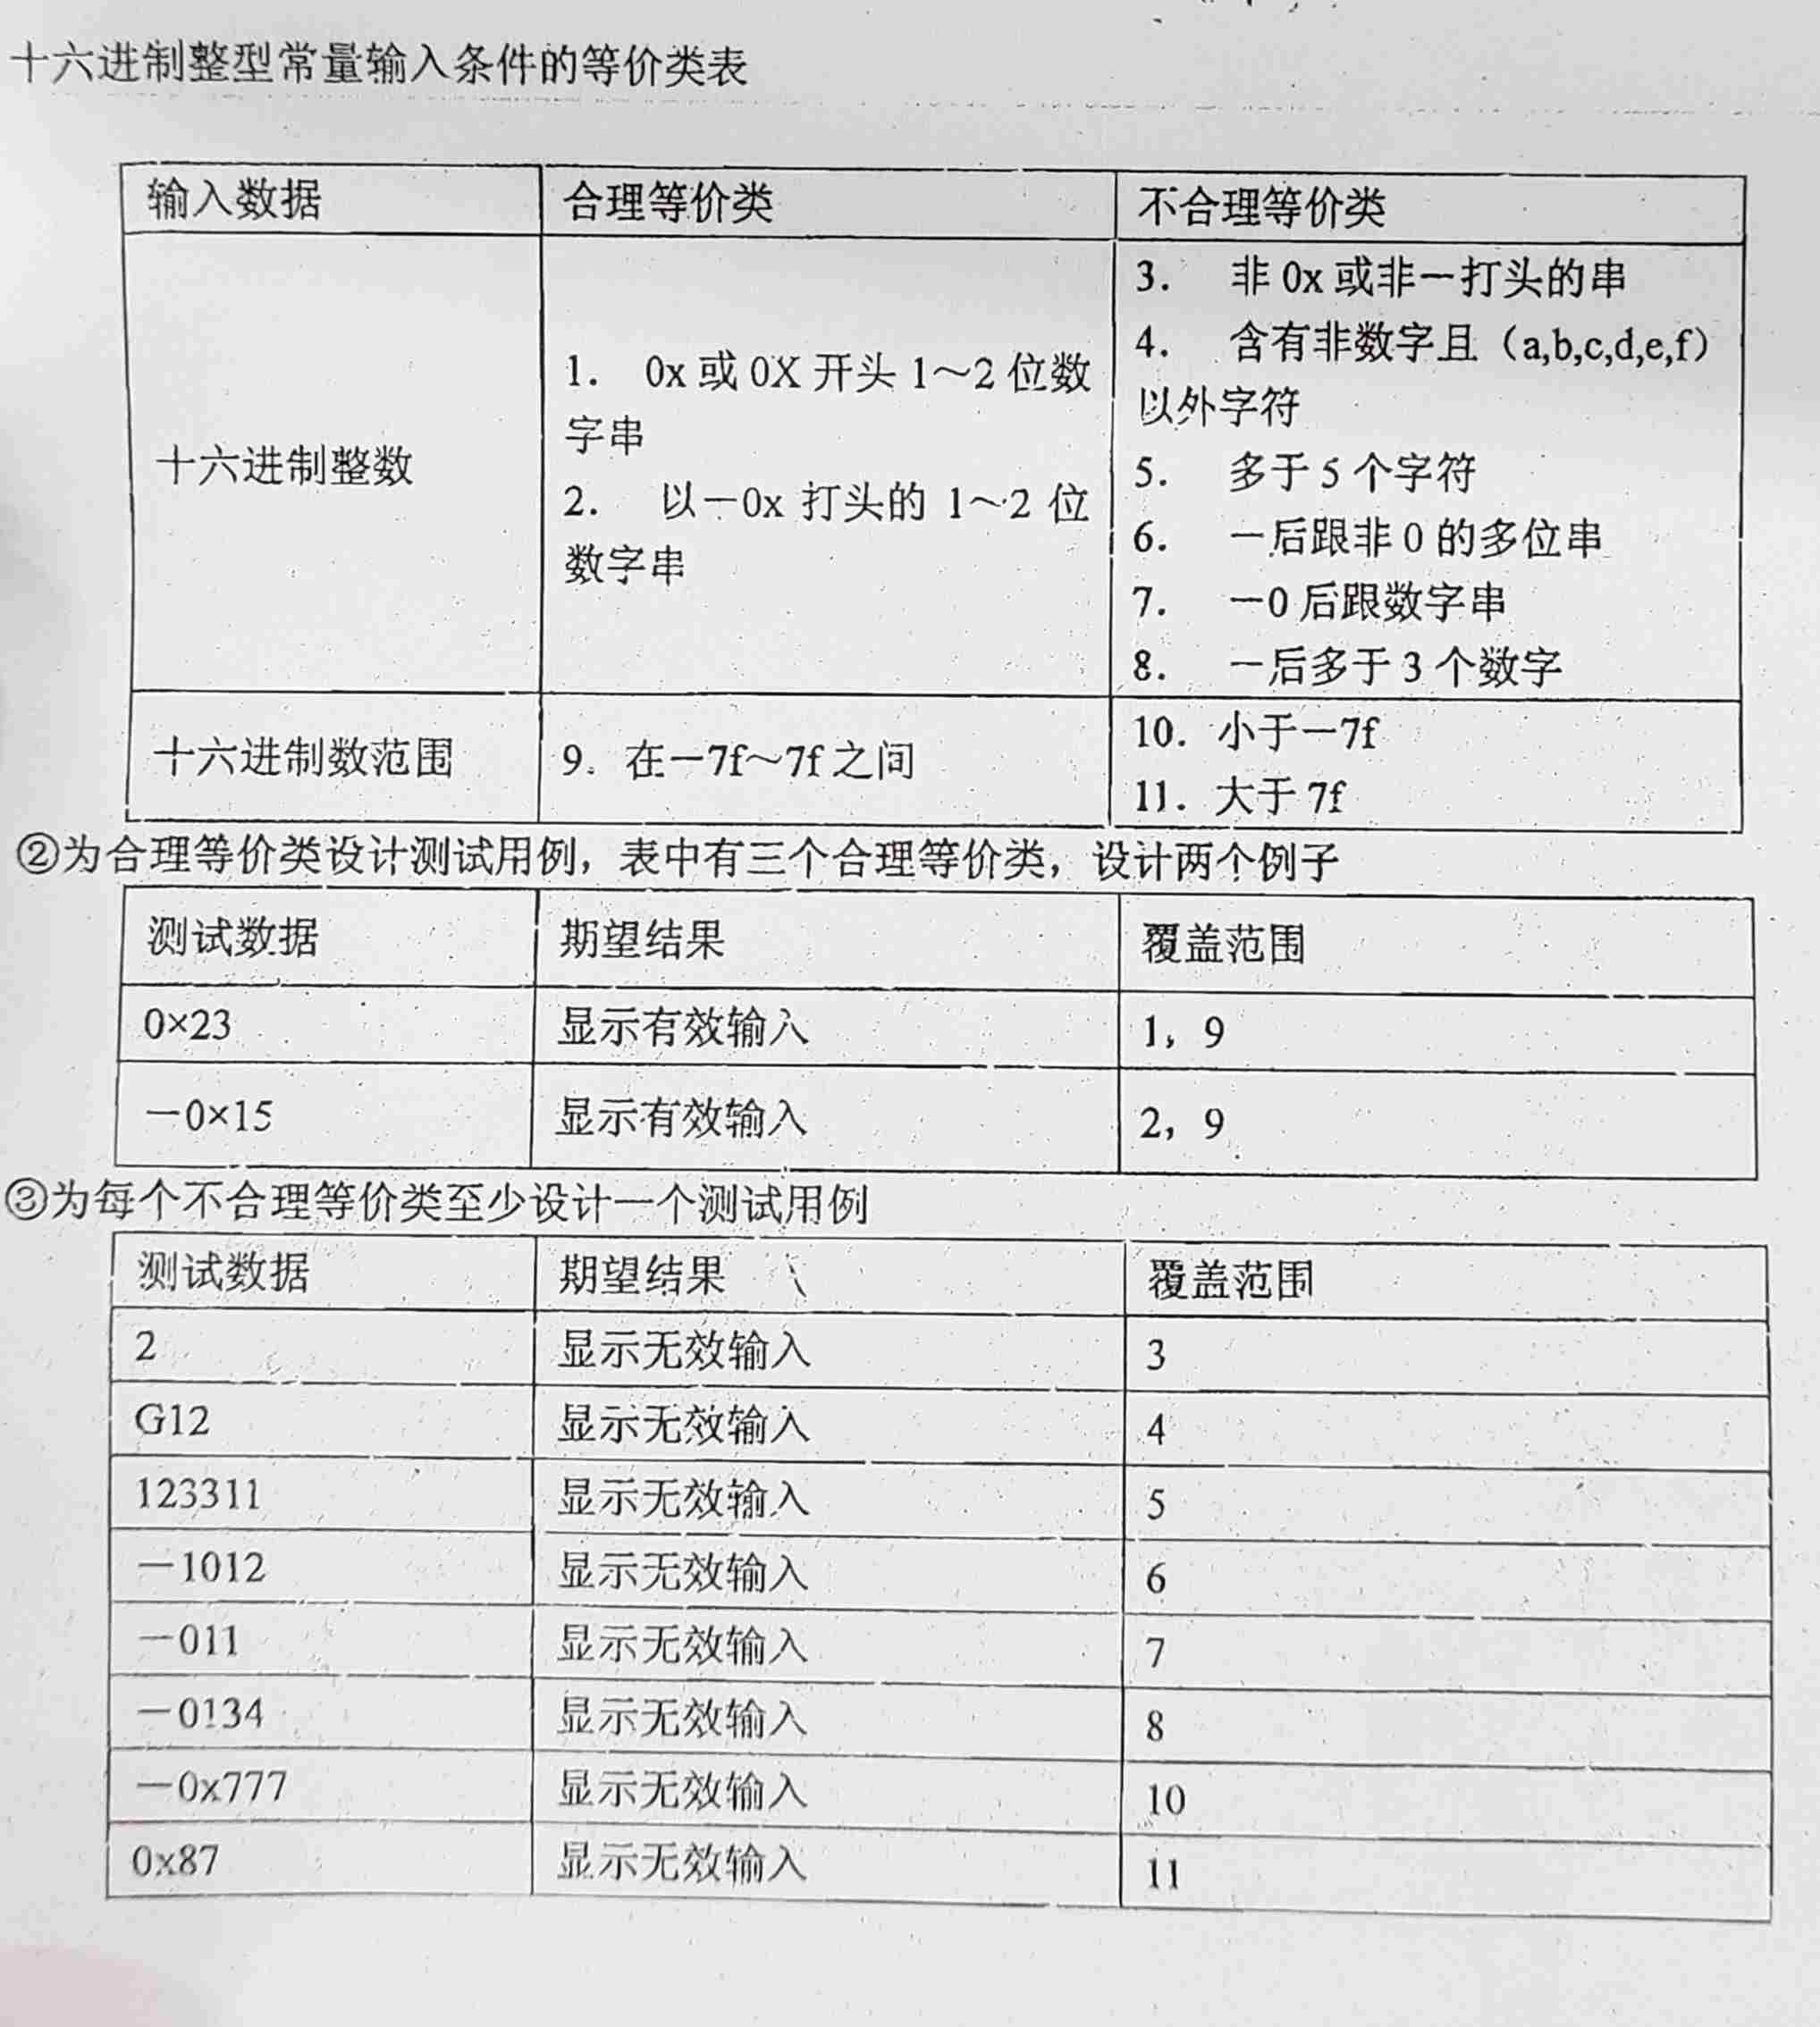 十六进制整型常量输入条件的等价类表
输入数据 合理等价类 不合理等价类
十六进制整数
1. 0x或0X开头1～2位数
字串
2. 以－0x打头的1～2位
数字串
3. 非0x或非－打头的串
4. 含有非数字且（a,b,c,d,e,f）
以外字符
5. 多于5个字符
6. －后跟非0的多位串
7. －0后跟数字串
8. －后多于3个数字
十六进制数范围
9. 在－7f～7f之间
10. 小于－7f
11. 大于7f
②为合理等价类设计测试用例，表中有三个合理等价类，设计两个例子
测试数据 期望结果 覆盖范围
0×23 显示有效输入 1，9
－0×15 显示有效输入 2，9
③为每个不合理等价类至少设计一个测试用例
测试数据 期望结果 覆盖范围
2 显示无效输入 3
G12 显示无效输入 4
123311 显示无效输入 5
－1012 显示无效输入 6
－011 显示无效输入 7
－0134 显示无效输入 8
－0x777 显示无效输入 10
0x87 显示无效输入 11